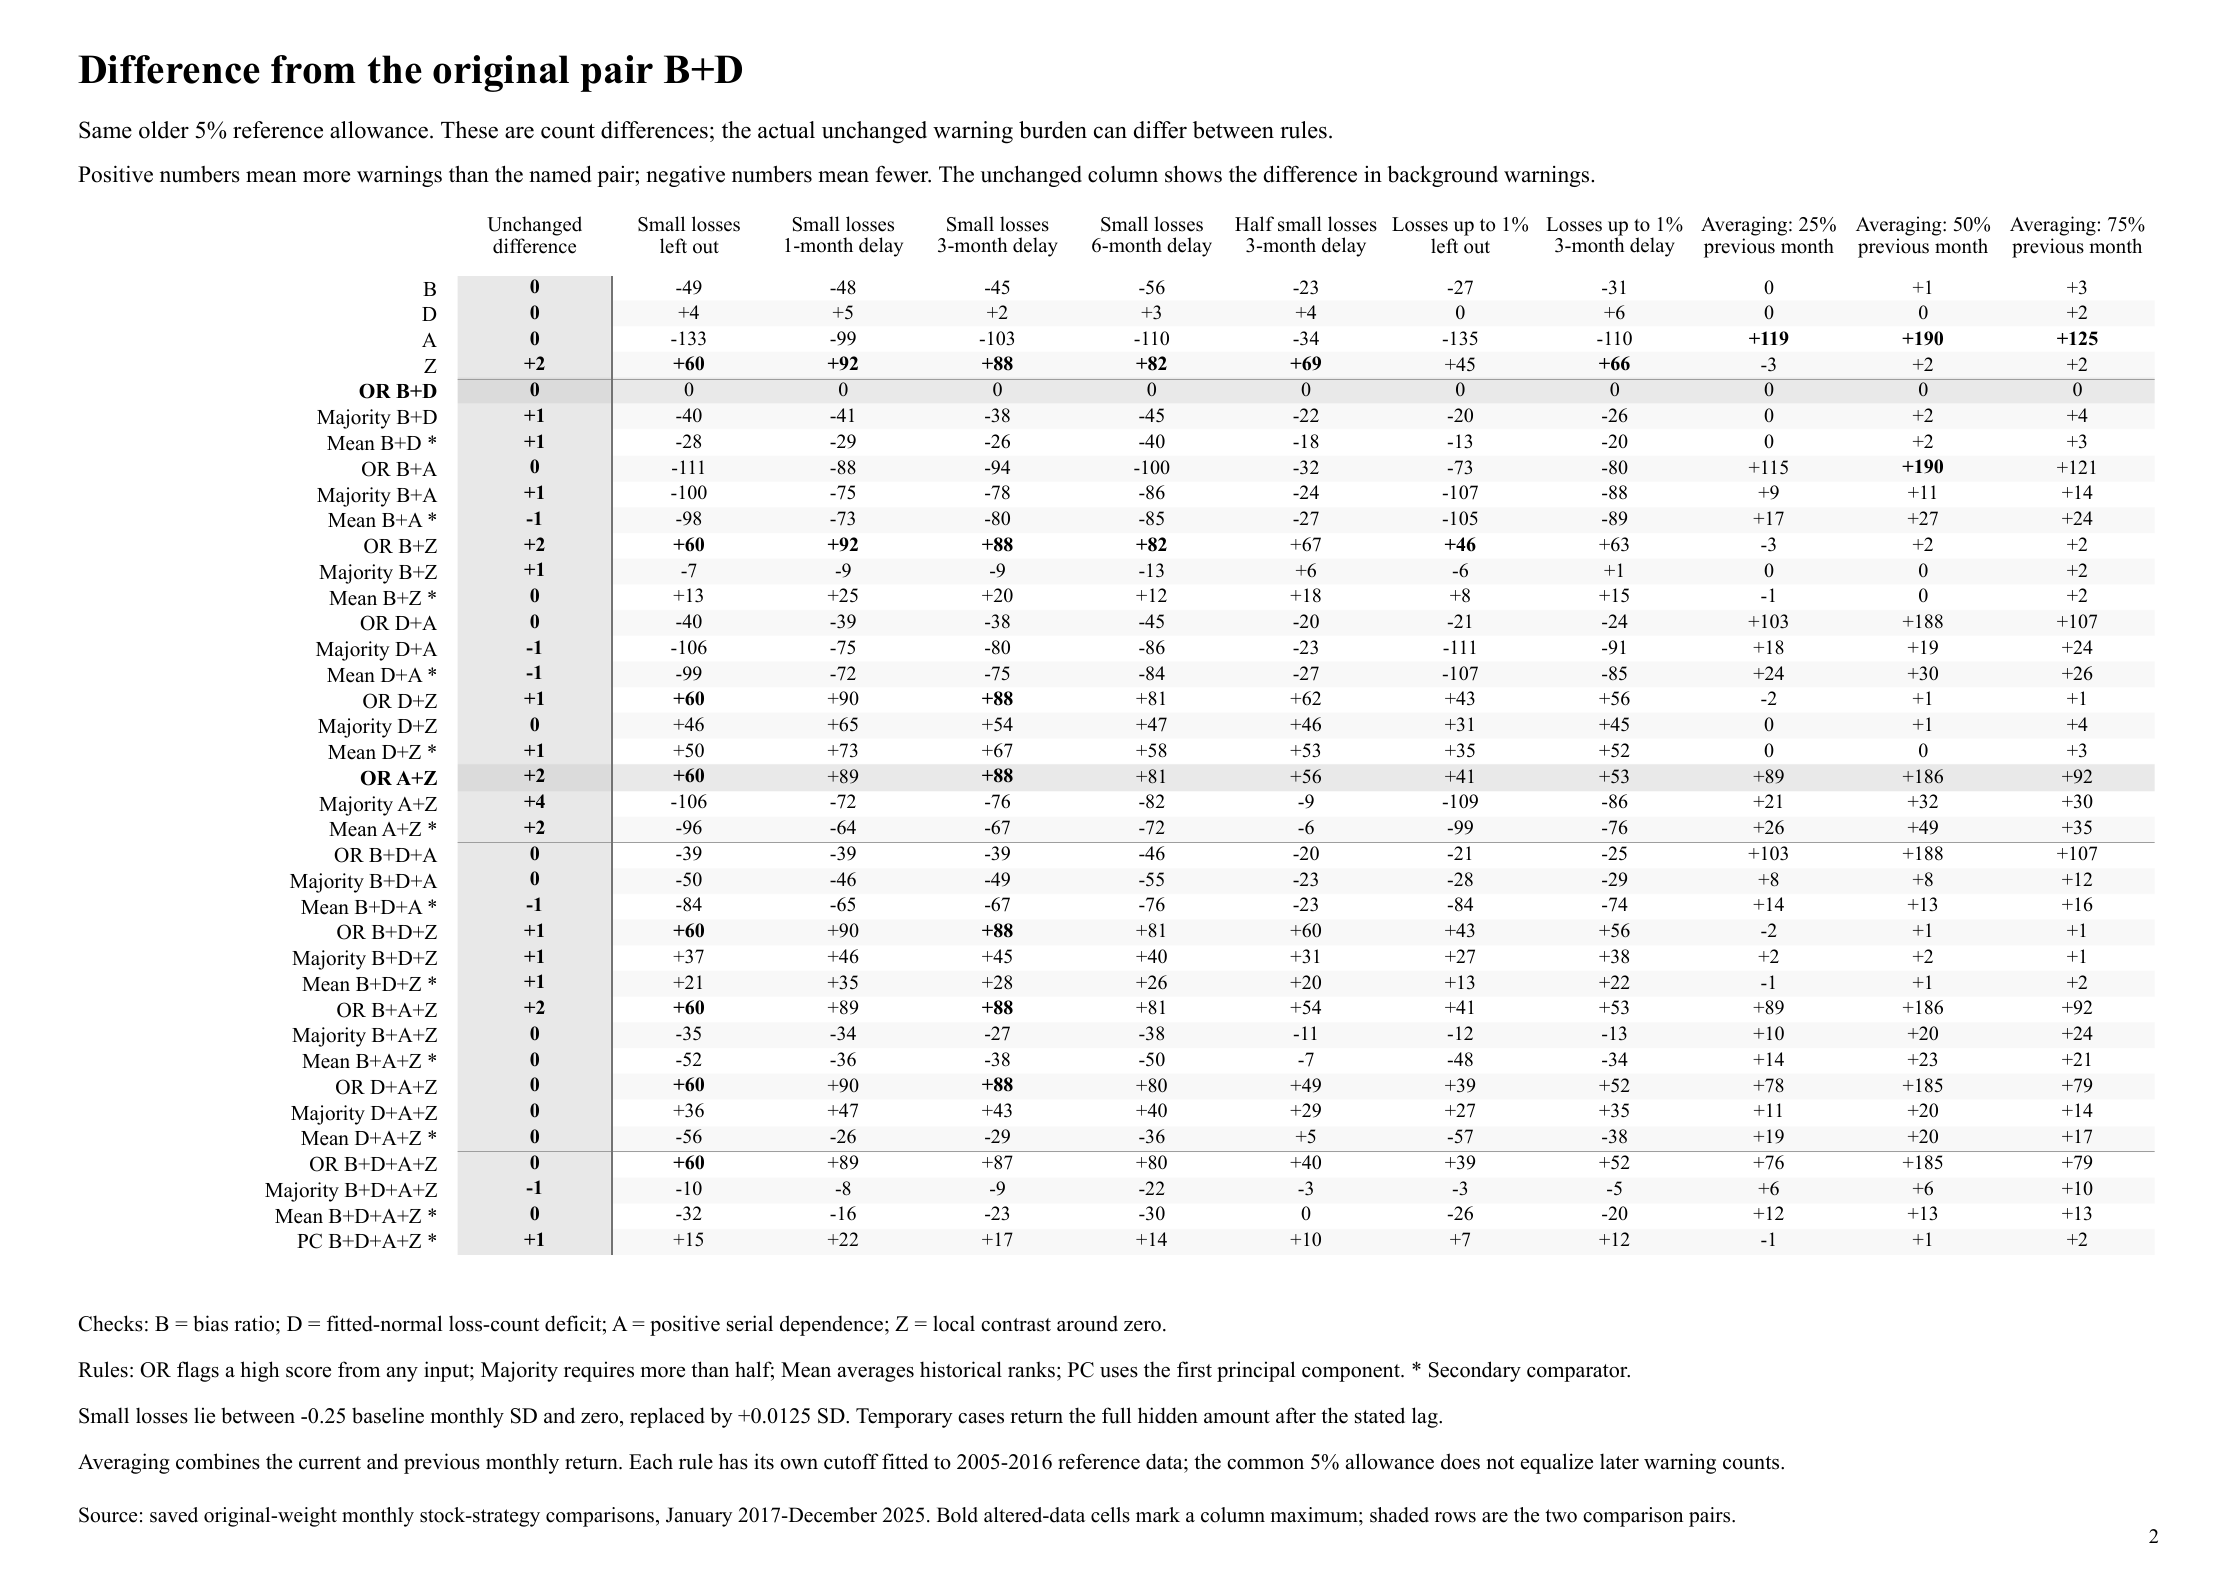 Difference from the original pair B+D
Same older 5% reference allowance. These are count differences; the actual unchanged warning burden can differ between rules.
Positive numbers mean more warnings than the named pair; negative numbers mean fewer. The unchanged column shows the difference in background warnings.
Unchanged Small losses Small losses Small losses Small losses Half small losses Losses up to 1% Losses up to 1% Averaging: 25% Averaging: 50% Averaging: 75%
difference left out 1-month delay 3-month delay 6-month delay 3-month delay left out 3-month delay previous month previous month previous month
B 0 -49 -48 -45 -56 -23 -27 -31 0 +1 +3
D 0 +4 +5 +2 +3 +4 0 +6 0 0 +2
A 0 -133 -99 -103 -110 -34 -135 -110 +119 +190 +125
Z +2 +60 +92 +88 +82 +69 +45 +66 -3 +2 +2
OR B+D 0 0 0 0 0 0 0 0 0 0 0
Majority B+D +1 -40 -41 -38 -45 -22 -20 -26 0 +2 +4
Mean B+D * +1 -28 -29 -26 -40 -18 -13 -20 0 +2 +3
OR B+A 0 -111 -88 -94 -100 -32 -73 -80 +115 +190 +121
Majority B+A +1 -100 -75 -78 -86 -24 -107 -88 +9 +11 +14
Mean B+A * -1 -98 -73 -80 -85 -27 -105 -89 +17 +27 +24
OR B+Z +2 +60 +92 +88 +82 +67 +46 +63 -3 +2 +2
Majority B+Z +1 -7 -9 -9 -13 +6 -6 +1 0 0 +2
Mean B+Z * 0 +13 +25 +20 +12 +18 +8 +15 -1 0 +2
OR D+A 0 -40 -39 -38 -45 -20 -21 -24 +103 +188 +107
Majority D+A -1 -106 -75 -80 -86 -23 -111 -91 +18 +19 +24
Mean D+A * -1 -99 -72 -75 -84 -27 -107 -85 +24 +30 +26
OR D+Z +1 +60 +90 +88 +81 +62 +43 +56 -2 +1 +1
Majority D+Z 0 +46 +65 +54 +47 +46 +31 +45 0 +1 +4
Mean D+Z * +1 +50 +73 +67 +58 +53 +35 +52 0 0 +3
OR A+Z +2 +60 +89 +88 +81 +56 +41 +53 +89 +186 +92
Majority A+Z +4 -106 -72 -76 -82 -9 -109 -86 +21 +32 +30
Mean A+Z * +2 -96 -64 -67 -72 -6 -99 -76 +26 +49 +35
OR B+D+A 0 -39 -39 -39 -46 -20 -21 -25 +103 +188 +107
Majority B+D+A 0 -50 -46 -49 -55 -23 -28 -29 +8 +8 +12
Mean B+D+A * -1 -84 -65 -67 -76 -23 -84 -74 +14 +13 +16
OR B+D+Z +1 +60 +90 +88 +81 +60 +43 +56 -2 +1 +1
Majority B+D+Z +1 +37 +46 +45 +40 +31 +27 +38 +2 +2 +1
Mean B+D+Z * +1 +21 +35 +28 +26 +20 +13 +22 -1 +1 +2
OR B+A+Z +2 +60 +89 +88 +81 +54 +41 +53 +89 +186 +92
Majority B+A+Z 0 -35 -34 -27 -38 -11 -12 -13 +10 +20 +24
Mean B+A+Z * 0 -52 -36 -38 -50 -7 -48 -34 +14 +23 +21
OR D+A+Z 0 +60 +90 +88 +80 +49 +39 +52 +78 +185 +79
Majority D+A+Z 0 +36 +47 +43 +40 +29 +27 +35 +11 +20 +14
Mean D+A+Z * 0 -56 -26 -29 -36 +5 -57 -38 +19 +20 +17
OR B+D+A+Z 0 +60 +89 +87 +80 +40 +39 +52 +76 +185 +79
Majority B+D+A+Z -1 -10 -8 -9 -22 -3 -3 -5 +6 +6 +10
Mean B+D+A+Z * 0 -32 -16 -23 -30 0 -26 -20 +12 +13 +13
PC B+D+A+Z * +1 +15 +22 +17 +14 +10 +7 +12 -1 +1 +2
Checks: B = bias ratio; D = fitted-normal loss-count deficit; A = positive serial dependence; Z = local contrast around zero.
Rules: OR flags a high score from any input; Majority requires more than half; Mean averages historical ranks; PC uses the first principal component. * Secondary comparator.
Small losses lie between -0.25 baseline monthly SD and zero, replaced by +0.0125 SD. Temporary cases return the full hidden amount after the stated lag.
Averaging combines the current and previous monthly return. Each rule has its own cutoff fitted to 2005-2016 reference data; the common 5% allowance does not equalize later warning counts.
Source: saved original-weight monthly stock-strategy comparisons, January 2017-December 2025. Bold altered-data cells mark a column maximum; shaded rows are the two comparison pairs.
2